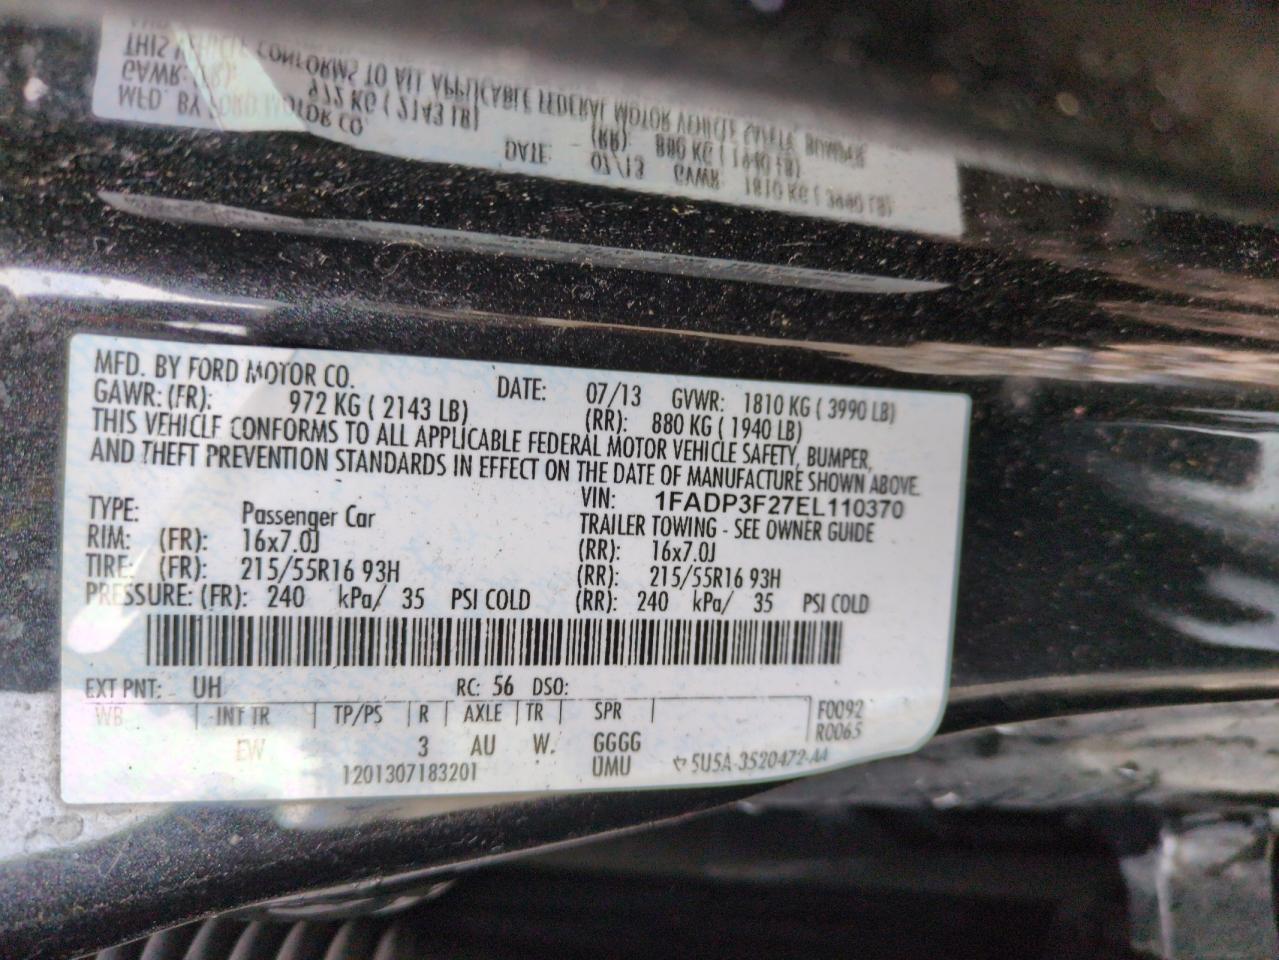 MFD. BY FORD MOTOR CO. DATE: 07/13 GVWR: 1810 KG ( 3990 LB)
GAWR: (FR): 972 KG ( 2143 LB) (RR): 880 KG ( 1940 LB)
THIS VEHICLE CONFORMS TO ALL APPLICABLE FEDERAL MOTOR VEHICLE SAFETY, BUMPER,
AND THEFT PREVENTION STANDARDS IN EFFECT ON THE DATE OF MANUFACTURE SHOWN ABOVE.
VIN: 1FADP3F27EL110370
TYPE: Passenger Car TRAILER TOWING - SEE OWNER GUIDE
RIM: (FR): 16x7.0J (RR): 16x7.0J
TIRE: (FR): 215/55R16 93H (RR): 215/55R16 93H
PRESSURE: (FR): 240 kPa/ 35 PSI COLD (RR): 240 kPa/ 35 PSI COLD
EXT PNT: UH RC: 56 DSO:
WB INT TR TP/PS R AXLE TR SPR F0092
R0065
EW 3 AU W. GGGG
1201307183201 UMU 5U5A-3520472-AA